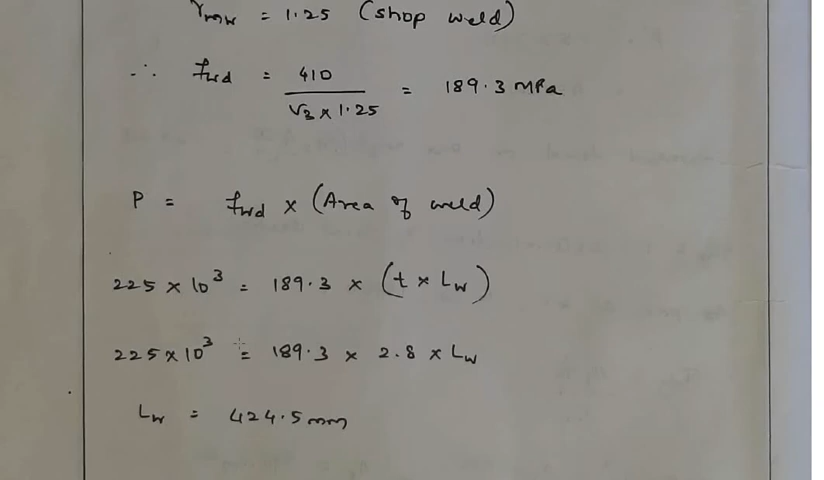 γmw = 1.25 (shop weld)
∴ fwd = 410 / √3 × 1.25 = 189.3 MPa
P = fwd × (Area of weld)
225 × 10³ = 189.3 × (t × Lw)
225 × 10³ = 189.3 × 2.8 × Lw
Lw = 424.5 mm